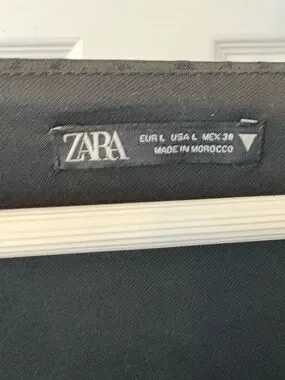 ZARA
EUR L USA L MEX 30
MADE IN MOROCCO